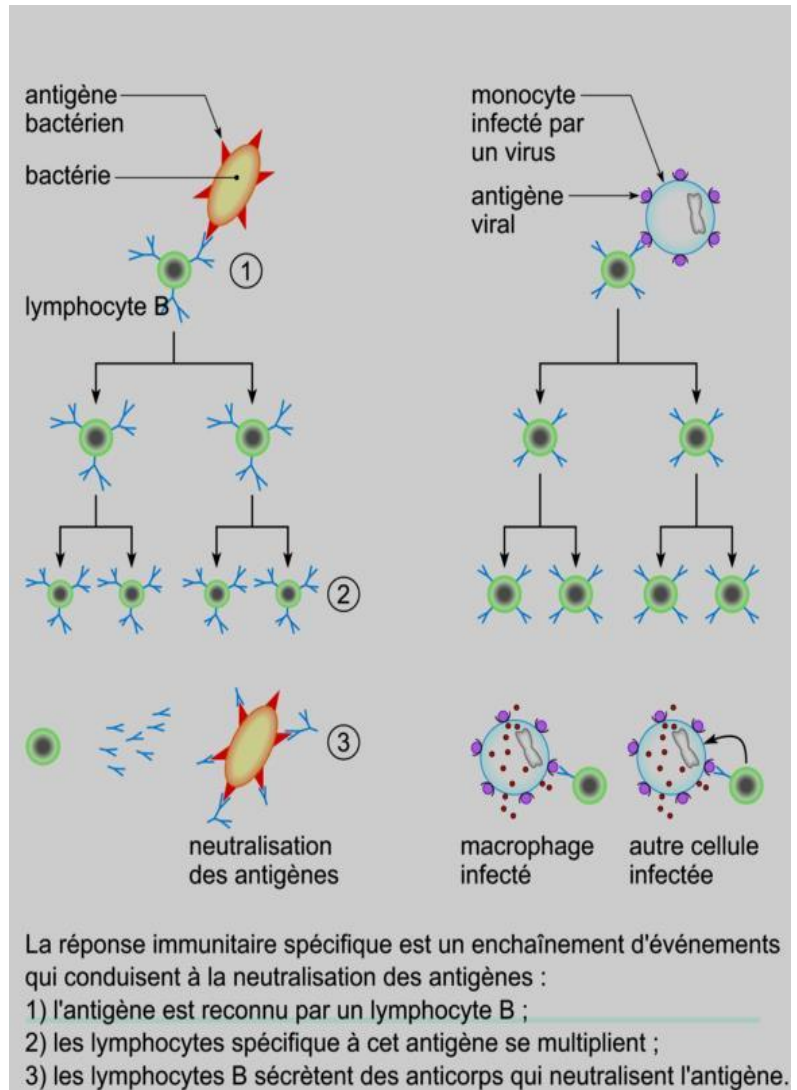 antigène
bactérien
bactérie
1
lymphocyte B
monocyte
infecté par
un virus
antigène
viral
2
3
neutralisation
des antigènes
macrophage
infecté
autre cellule
infectée
La réponse immunitaire spécifique est un enchaînement d'événements
qui conduisent à la neutralisation des antigènes :
1) l'antigène est reconnu par un lymphocyte B ;
2) les lymphocytes spécifique à cet antigène se multiplient ;
3) les lymphocytes B sécrètent des anticorps qui neutralisent l'antigène.